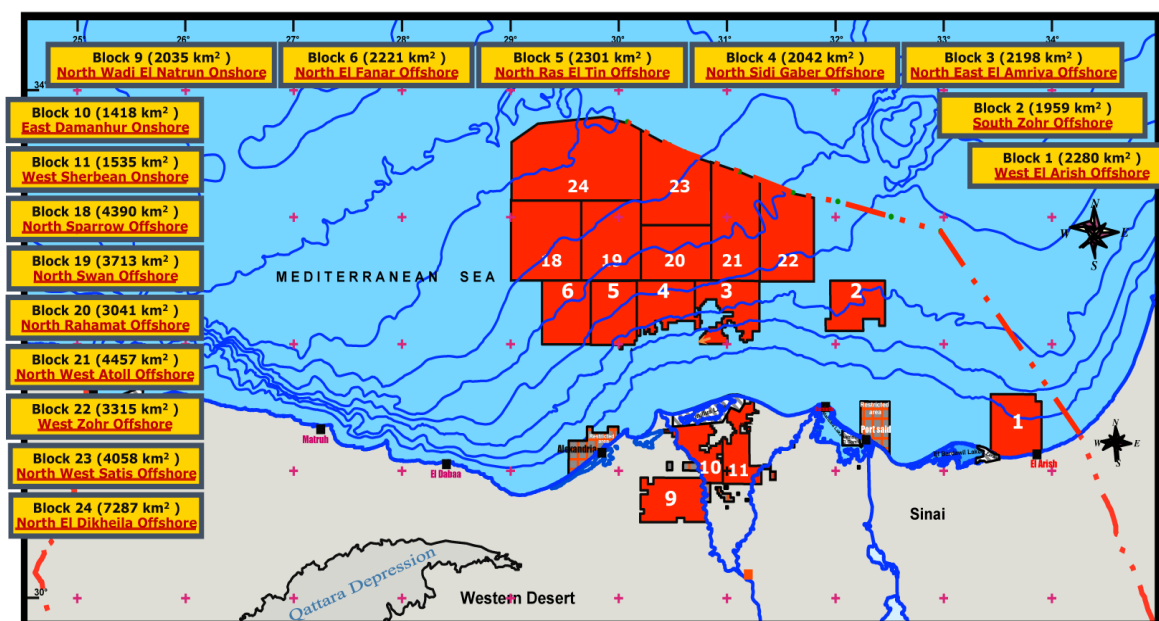 25° 26° 27° 28° 29° 30° 31° 32° 33° 34°
Block 9 (2035 km² )
North Wadi El Natrun Onshore
Block 6 (2221 km² )
North El Fanar Offshore
Block 5 (2301 km² )
North Ras El Tin Offshore
Block 4 (2042 km² )
North Sidi Gaber Offshore
Block 3 (2198 km² )
North East El Amriya Offshore
34°
Block 10 (1418 km² )
East Damanhur Onshore
Block 2 (1959 km² )
South Zohr Offshore
Block 11 (1535 km² )
West Sherbean Onshore
Block 1 (2280 km² )
West El Arish Offshore
Block 18 (4390 km² )
North Sparrow Offshore
Block 19 (3713 km² )
North Swan Offshore
Block 20 (3041 km² )
North Rahamat Offshore
Block 21 (4457 km² )
North West Atoll Offshore
Block 22 (3315 km² )
West Zohr Offshore
Block 23 (4058 km² )
North West Satis Offshore
Block 24 (7287 km² )
North El Dikheila Offshore
24 23
N
W E
S
18 19 20 21 22
MEDITERRANEAN SEA
6 5 4 3 2
1
Restricted area
Port said
Matruh
Alexandria
Restricted area
El Dabaa
10 11
El Arish
N
W E
S
9
Sinai
Qattara Depression
Western Desert
30°